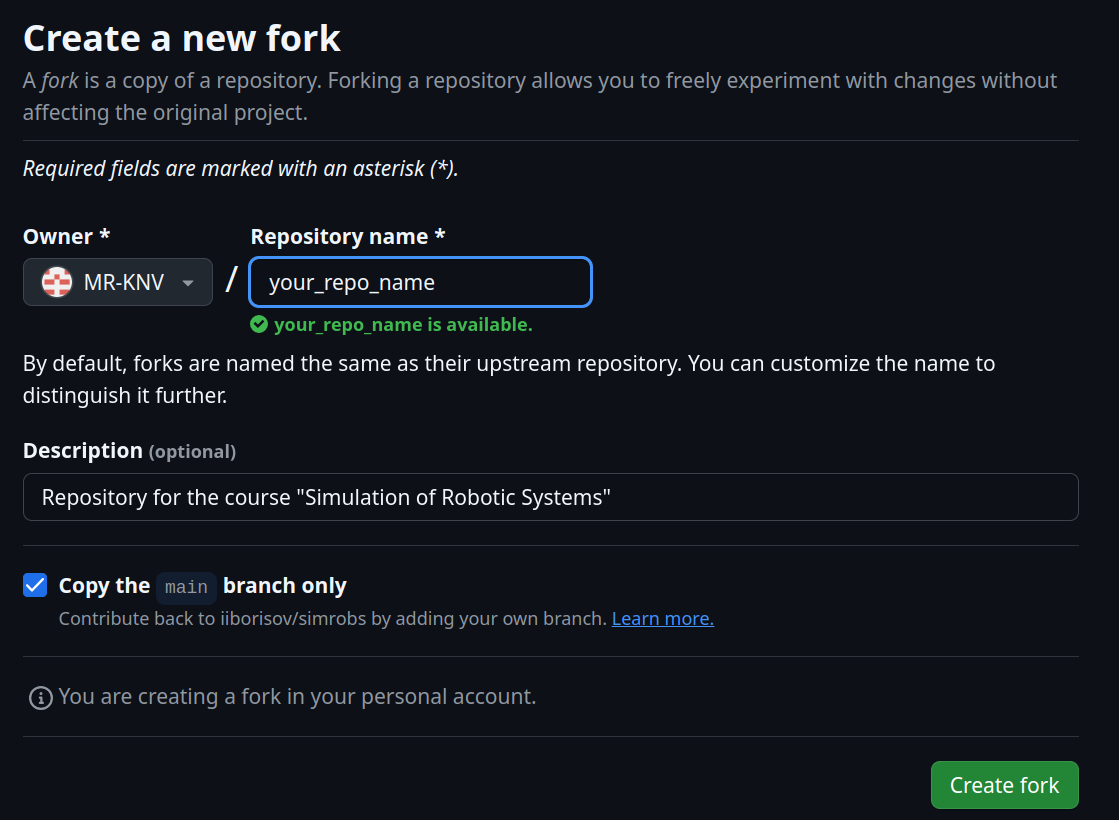 Create a new fork
A fork is a copy of a repository. Forking a repository allows you to freely experiment with changes without
affecting the original project.
Required fields are marked with an asterisk (*).
Owner *
Repository name *
MR-KNV
/
your_repo_name
your_repo_name is available.
By default, forks are named the same as their upstream repository. You can customize the name to
distinguish it further.
Description (optional)
Repository for the course "Simulation of Robotic Systems"
Copy the main branch only
Contribute back to iiborisov/simrobs by adding your own branch. Learn more.
You are creating a fork in your personal account.
Create fork